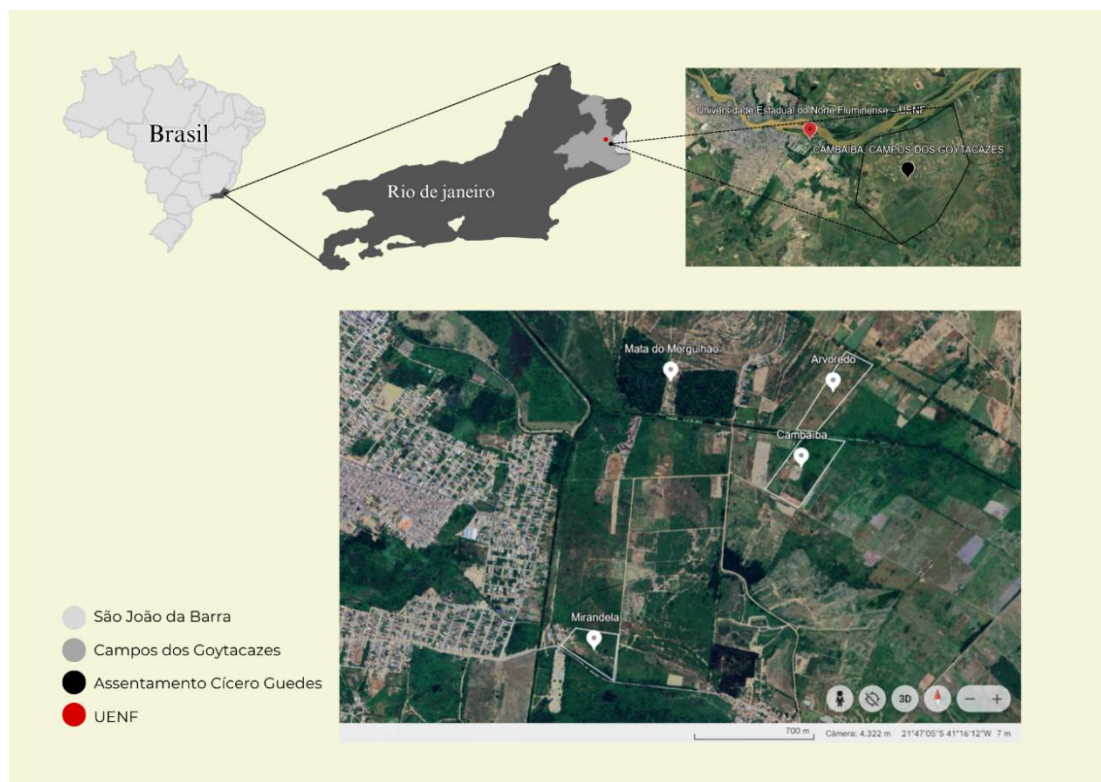 Brasil
Rio de janeiro
Universidade Estadual do Norte Fluminense – UENF
CAMBAIBA, CAMPOS DOS GOYTACAZES
Mata do Mergulhão
Arvoredo
Cambaíba
Mirandela
São João da Barra
Campos dos Goytacazes
Assentamento Cícero Guedes
UENF
3D
700 m
Câmera: 4.322 m 21°47'05"S 41°16'12"W 7 m